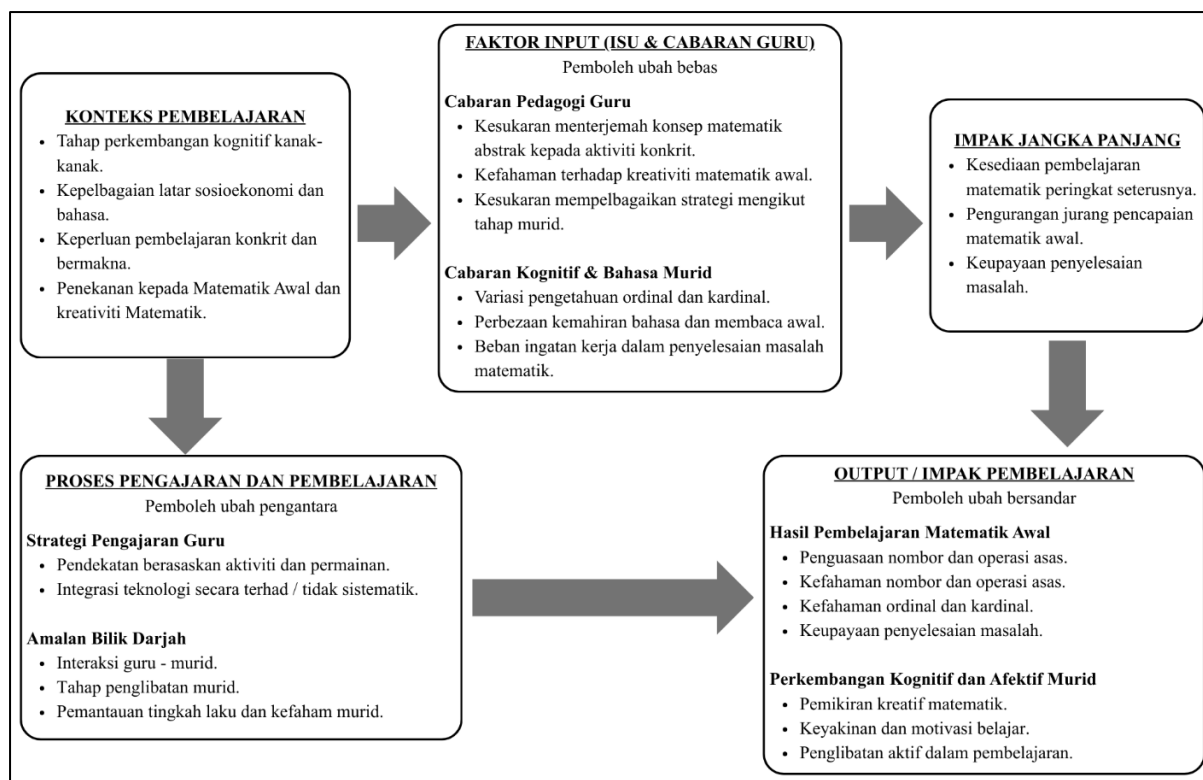 KONTEKS PEMBELAJARAN
• Tahap perkembangan kognitif kanak-
kanak.
• Kepelbagaian latar sosioekonomi dan
bahasa.
• Keperluan pembelajaran konkrit dan
bermakna.
• Penekanan kepada Matematik Awal dan
kreativiti Matematik.
FAKTOR INPUT (ISU & CABARAN GURU)
Pemboleh ubah bebas
Cabaran Pedagogi Guru
• Kesukaran menterjemah konsep matematik
abstrak kepada aktiviti konkrit.
• Kefahaman terhadap kreativiti matematik awal.
• Kesukaran mempelbagaikan strategi mengikut
tahap murid.
Cabaran Kognitif & Bahasa Murid
• Variasi pengetahuan ordinal dan kardinal.
• Perbezaan kemahiran bahasa dan membaca awal.
• Beban ingatan kerja dalam penyelesaian masalah
matematik.
IMPAK JANGKA PANJANG
• Kesediaan pembelajaran
matematik peringkat seterusnya.
• Pengurangan jurang pencapaian
matematik awal.
• Keupayaan penyelesaian
masalah.
PROSES PENGAJARAN DAN PEMBELAJARAN
Pemboleh ubah pengantara
Strategi Pengajaran Guru
• Pendekatan berasaskan aktiviti dan permainan.
• Integrasi teknologi secara terhad / tidak sistematik.
Amalan Bilik Darjah
• Interaksi guru - murid.
• Tahap penglibatan murid.
• Pemantauan tingkah laku dan kefaham murid.
OUTPUT / IMPAK PEMBELAJARAN
Pemboleh ubah bersandar
Hasil Pembelajaran Matematik Awal
• Penguasaan nombor dan operasi asas.
• Kefahaman nombor dan operasi asas.
• Kefahaman ordinal dan kardinal.
• Keupayaan penyelesaian masalah.
Perkembangan Kognitif dan Afektif Murid
• Pemikiran kreatif matematik.
• Keyakinan dan motivasi belajar.
• Penglibatan aktif dalam pembelajaran.